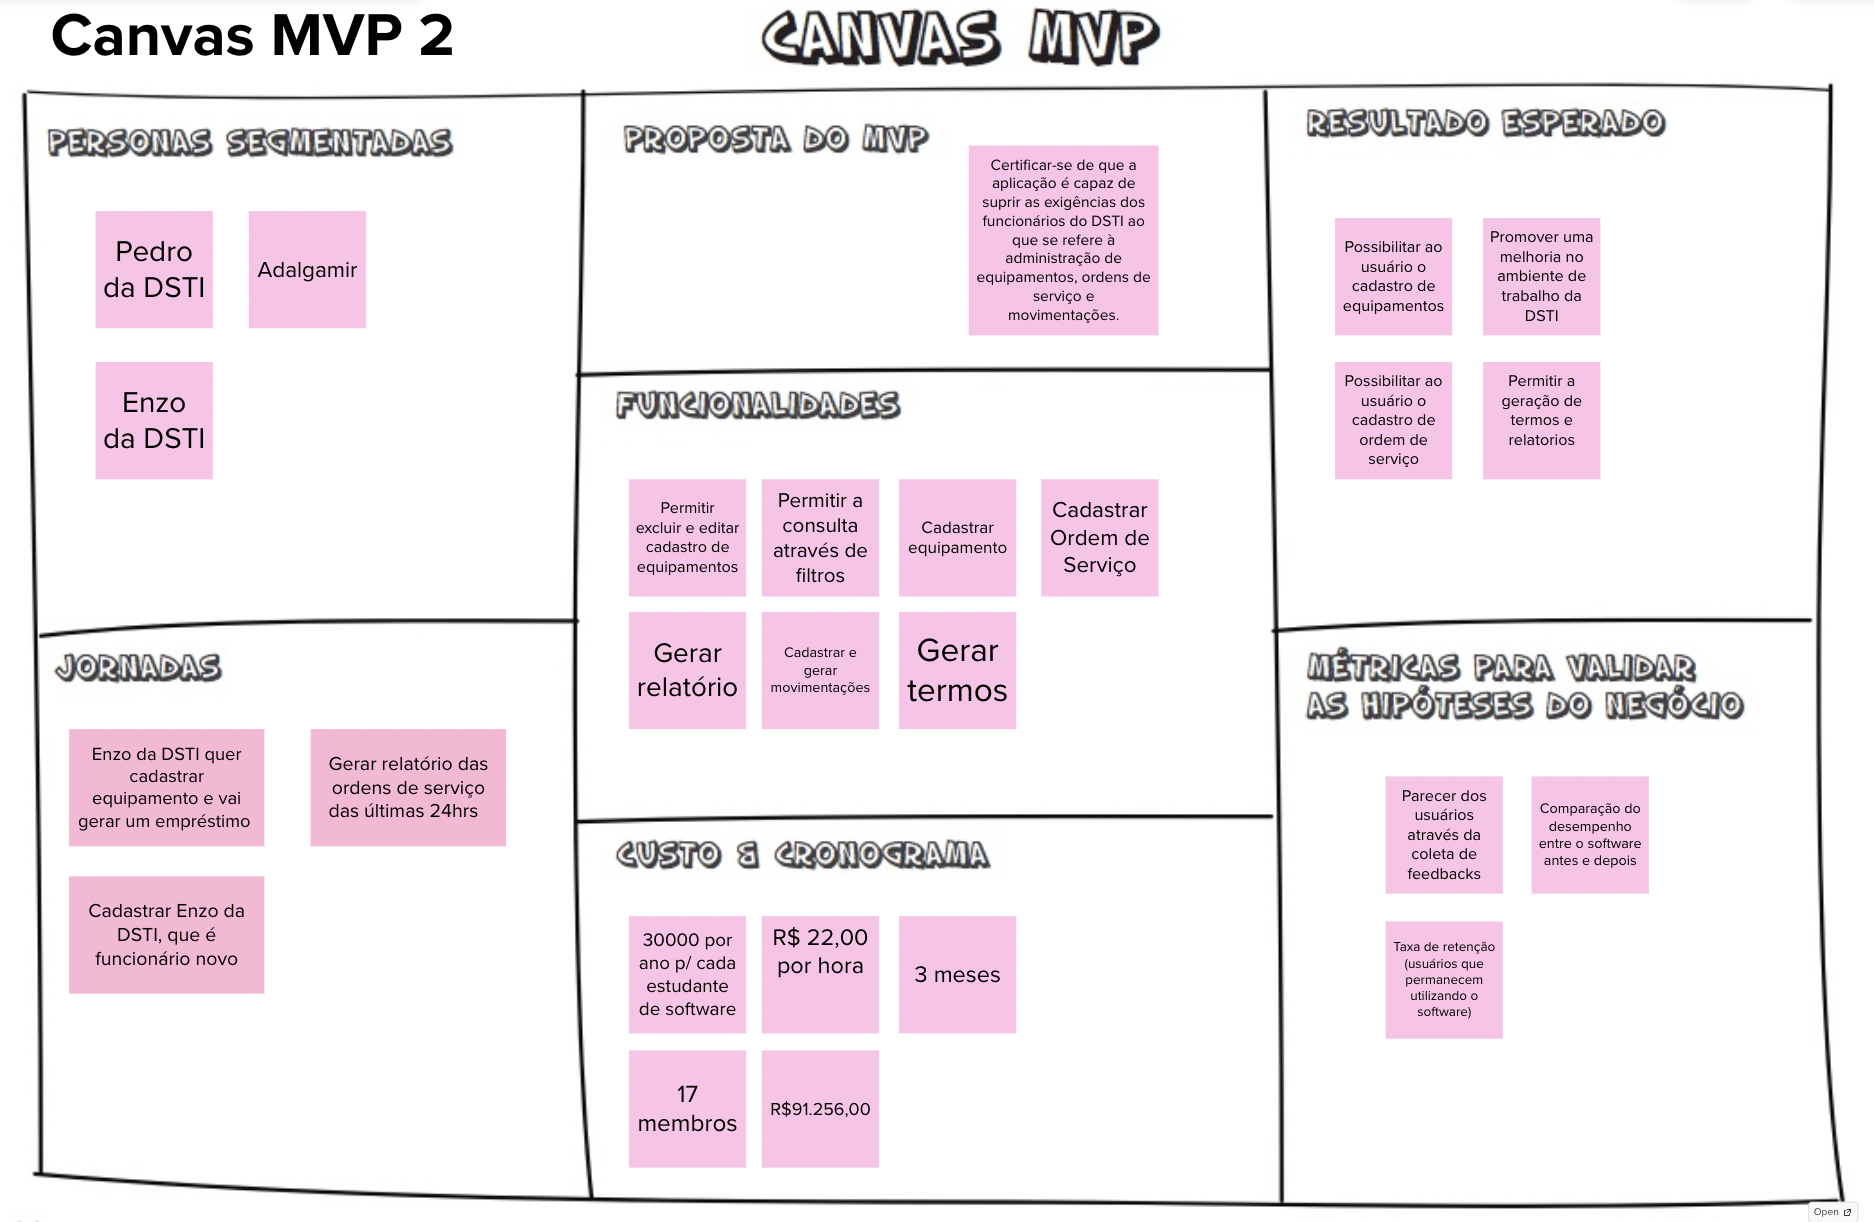 Canvas MVP 2
CANVAS MVP
PERSONAS SEGMENTADAS
Pedro
da DSTI
Adalgamir
Enzo
da DSTI
PROPOSTA DO MVP
Certificar-se de que a
aplicação é capaz de
suprir as exigências dos
funcionários do DSTI ao
que se refere à
administração de
equipamentos, ordens de
serviço e
movimentações.
RESULTADO ESPERADO
Possibilitar ao
usuário o
cadastro de
equipamentos
Promover uma
melhoria no
ambiente de
trabalho da
DSTI
Possibilitar ao
usuário o
cadastro de
ordem de
serviço
Permitir a
geração de
termos e
relatorios
FUNCIONALIDADES
Permitir
excluir e editar
cadastro de
equipamentos
Permitir a
consulta
através de
filtros
Cadastrar
equipamento
Cadastrar
Ordem de
Serviço
Gerar
relatório
Cadastrar e
gerar
movimentações
Gerar
termos
JORNADAS
Enzo da DSTI quer
cadastrar
equipamento e vai
gerar um empréstimo
Gerar relatório das
ordens de serviço
das últimas 24hrs
Cadastrar Enzo da
DSTI, que é
funcionário novo
CUSTO & CRONOGRAMA
30000 por
ano p/ cada
estudante
de software
R$ 22,00
por hora
3 meses
17
membros
R$91.256,00
MÉTRICAS PARA VALIDAR
AS HIPÓTESES DO NEGÓCIO
Parecer dos
usuários
através da
coleta de
feedbacks
Comparação do
desempenho
entre o software
antes e depois
Taxa de retenção
(usuários que
permanecem
utilizando o
software)
Open